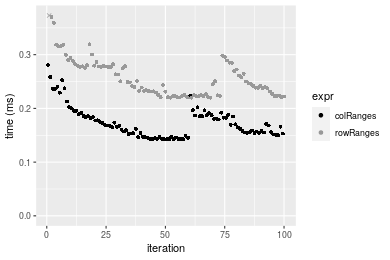 0.3
0.2
0.1
0.0
time (ms)
0 25 50 75 100
iteration
expr
colRanges
rowRanges